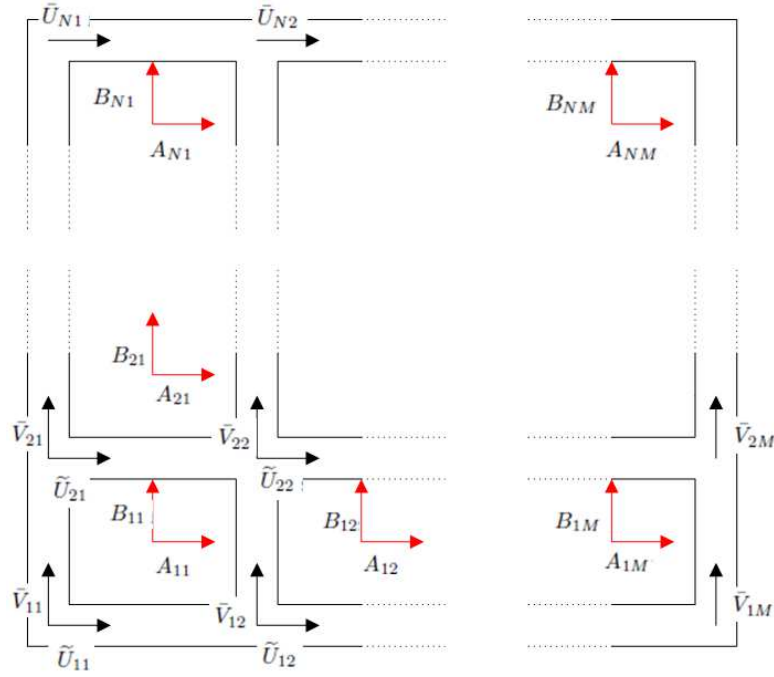 Ū_{N1} Ū_{N2}
B_{N1} B_{NM}
A_{N1} A_{NM}
B_{21}
A_{21}
V̄_{21} V̄_{22} V̄_{2M}
Ũ_{21} Ũ_{22}
B_{11} B_{12} B_{1M}
A_{11} A_{12} A_{1M}
V̄_{11} V̄_{12} V̄_{1M}
Ũ_{11} Ũ_{12}